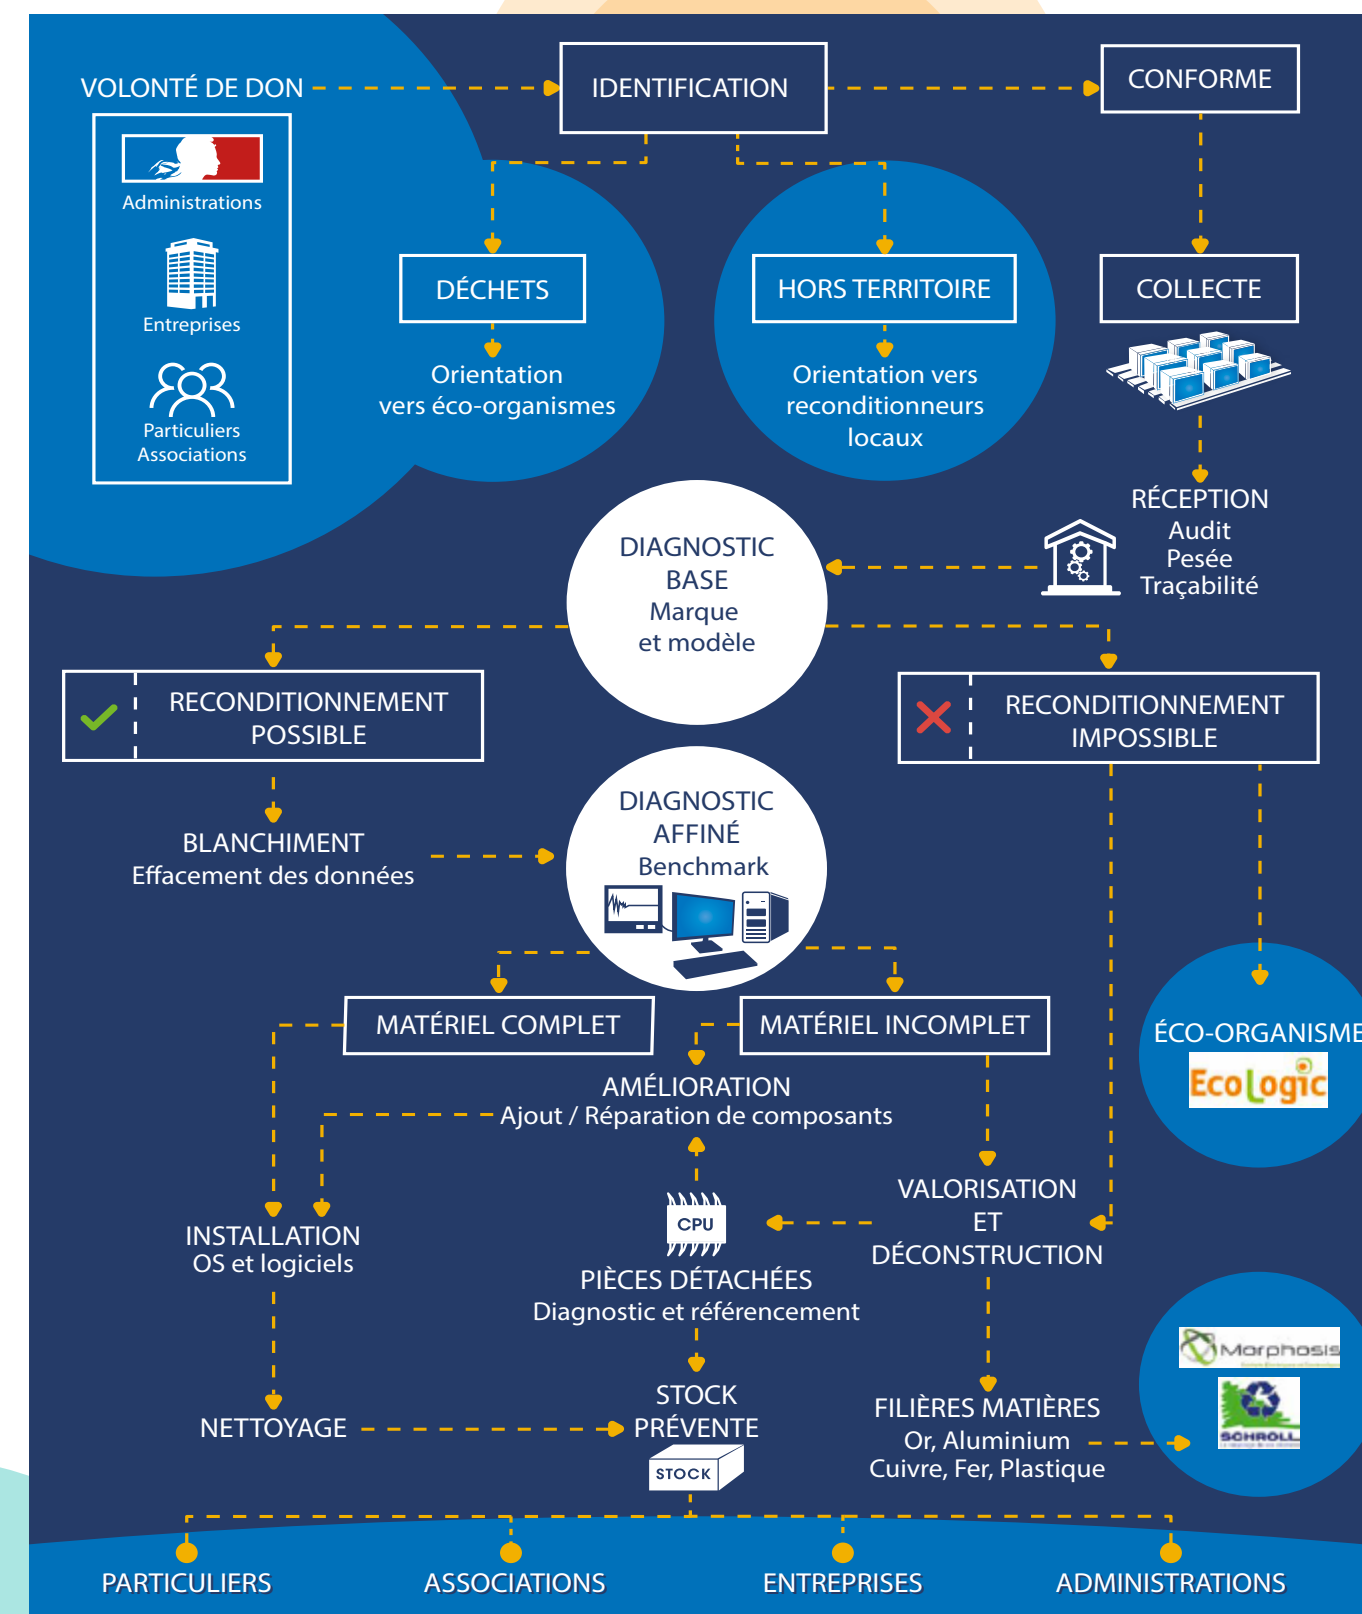 VOLONTÉ DE DON
IDENTIFICATION
CONFORME
Administrations
Entreprises
Particuliers
Associations
DÉCHETS
Orientation
vers éco-organismes
HORS TERRITOIRE
Orientation vers
reconditionneurs
locaux
COLLECTE
RÉCEPTION
Audit
Pesée
Traçabilité
DIAGNOSTIC
BASE
Marque
et modèle
RECONDITIONNEMENT
POSSIBLE
RECONDITIONNEMENT
IMPOSSIBLE
BLANCHIMENT
Effacement des données
DIAGNOSTIC
AFFINÉ
Benchmark
MATÉRIEL COMPLET
MATÉRIEL INCOMPLET
ÉCO-ORGANISME
EcoLogic
AMÉLIORATION
Ajout / Réparation de composants
VALORISATION
ET
DÉCONSTRUCTION
CPU
INSTALLATION
OS et logiciels
PIÈCES DÉTACHÉES
Diagnostic et référencement
Morphosis
SCHROLL
STOCK
PRÉVENTE
STOCK
NETTOYAGE
FILIÈRES MATIÈRES
Or, Aluminium
Cuivre, Fer, Plastique
PARTICULIERS
ASSOCIATIONS
ENTREPRISES
ADMINISTRATIONS